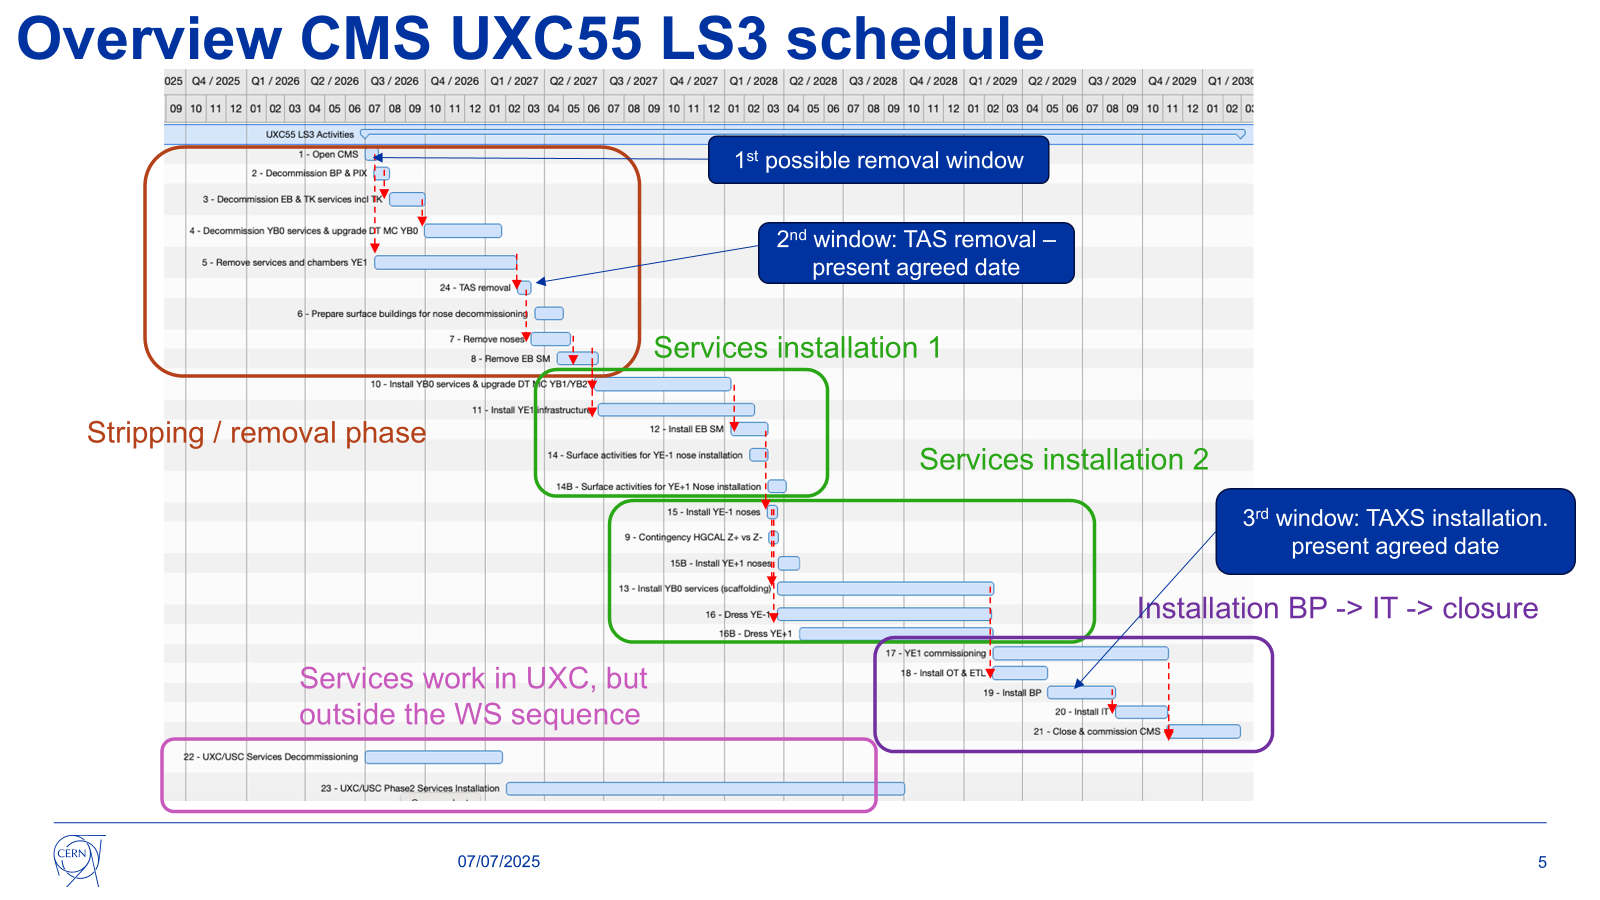 Overview CMS UXC55 LS3 schedule
025 Q4 / 2025 Q1 / 2026 Q2 / 2026 Q3 / 2026 Q4 / 2026 Q1 / 2027 Q2 / 2027 Q3 / 2027 Q4 / 2027 Q1 / 2028 Q2 / 2028 Q3 / 2028 Q4 / 2028 Q1 / 2029 Q2 / 2029 Q3 / 2029 Q4 / 2029 Q1 / 2030
09 10 11 12 01 02 03 04 05 06 07 08 09 10 11 12 01 02 03 04 05 06 07 08 09 10 11 12 01 02 03 04 05 06 07 08 09 10 11 12 01 02 03 04 05 06 07 08 09 10 11 12 01 02 03
UXC55 LS3 Activities
1 - Open CMS
1st possible removal window
2 - Decommission BP & PIX
3 - Decommission EB & TK services incl TK
4 - Decommission YB0 services & upgrade DT MC YB0
2nd window: TAS removal –
present agreed date
5 - Remove services and chambers YE1
24 - TAS removal
6 - Prepare surface buildings for nose decommissioning
7 - Remove noses
8 - Remove EB SM
Services installation 1
10 - Install YB0 services & upgrade DT MC YB1/YB2
11 - Install YE1 infrastructure
12 - Install EB SM
Stripping / removal phase
14 - Surface activities for YE-1 nose installation
Services installation 2
14B - Surface activities for YE+1 Nose installation
15 - Install YE-1 noses
3rd window: TAXS installation.
present agreed date
9 - Contingency HGCAL Z+ vs Z-
15B - Install YE+1 noses
13 - Install YB0 services (scaffolding)
16 - Dress YE-1
Installation BP -> IT -> closure
16B - Dress YE+1
17 - YE1 commissioning
18 - Install OT & ETL
19 - Install BP
20 - Install IT
21 - Close & commission CMS
Services work in UXC, but
outside the WS sequence
22 - UXC/USC Services Decommissioning
23 - UXC/USC Phase2 Services Installation
CERN
07/07/2025
5